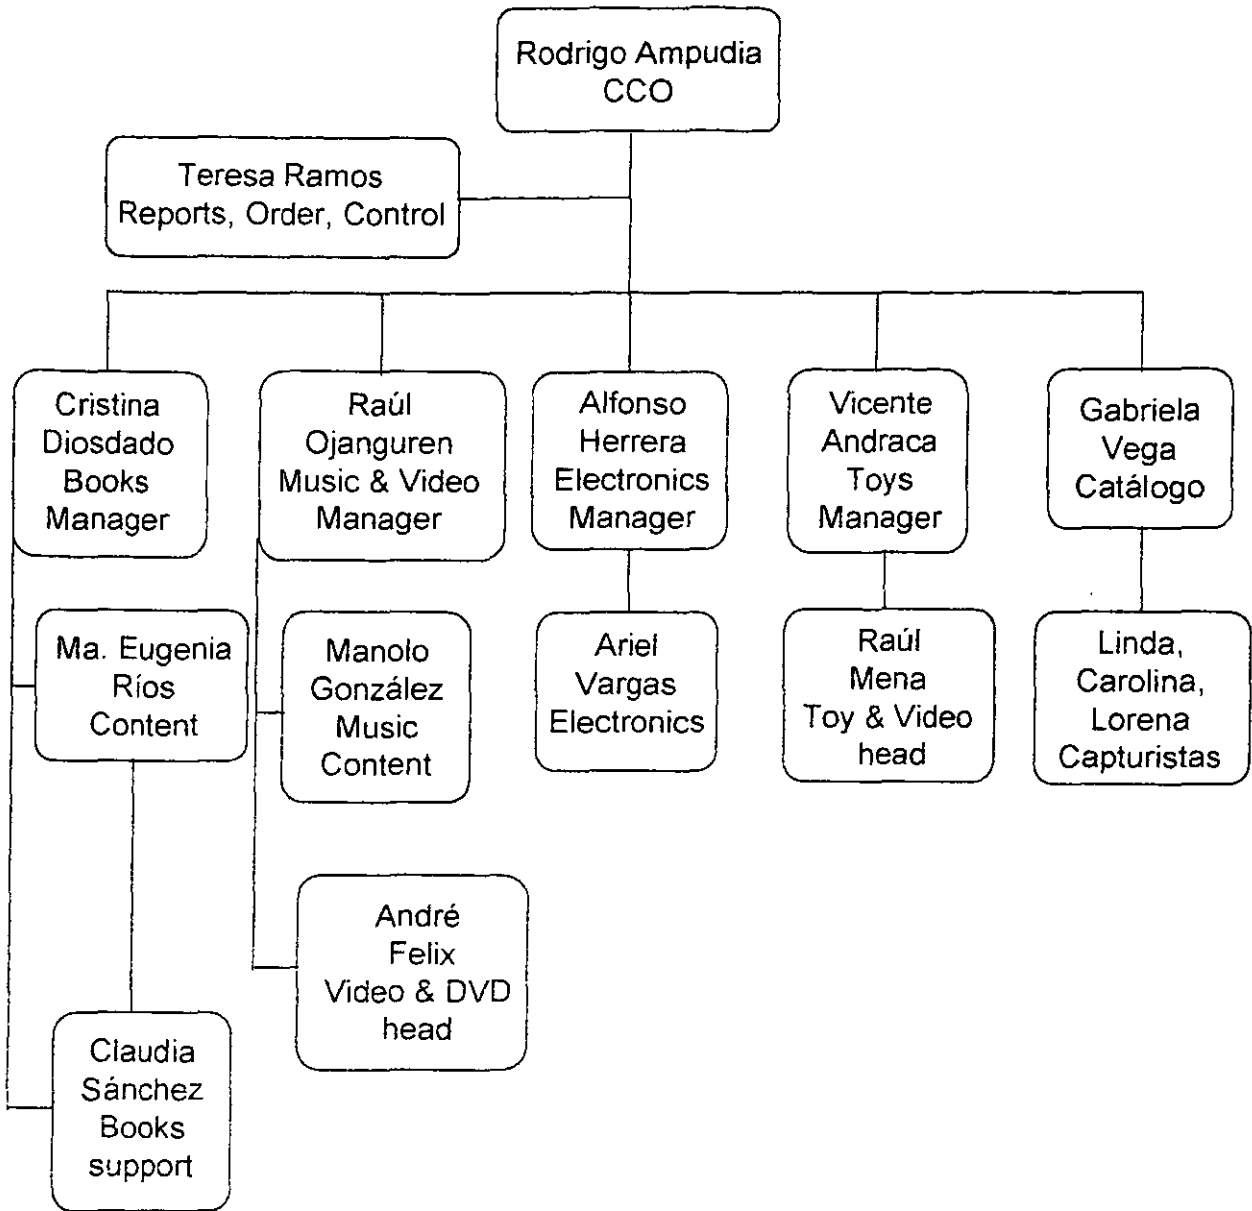 Rodrigo Ampudia
CCO
Teresa Ramos
Reports, Order, Control
Cristina
Diosdado
Books
Manager
Raúl
Ojanguren
Music & Video
Manager
Alfonso
Herrera
Electronics
Manager
Vicente
Andraca
Toys
Manager
Gabriela
Vega
Catálogo
Ma. Eugenia
Ríos
Content
Manolo
González
Music
Content
Ariel
Vargas
Electronics
Raúl
Mena
Toy & Video
head
Linda,
Carolina,
Lorena
Capturistas
André
Felix
Video & DVD
head
Claudia
Sánchez
Books
support